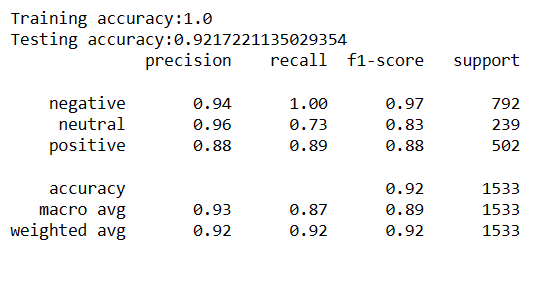 Training accuracy:1.0
Testing accuracy:0.9217221135029354
precision recall f1-score support
negative 0.94 1.00 0.97 792
neutral 0.96 0.73 0.83 239
positive 0.88 0.89 0.88 502
accuracy 0.92 1533
macro avg 0.93 0.87 0.89 1533
weighted avg 0.92 0.92 0.92 1533